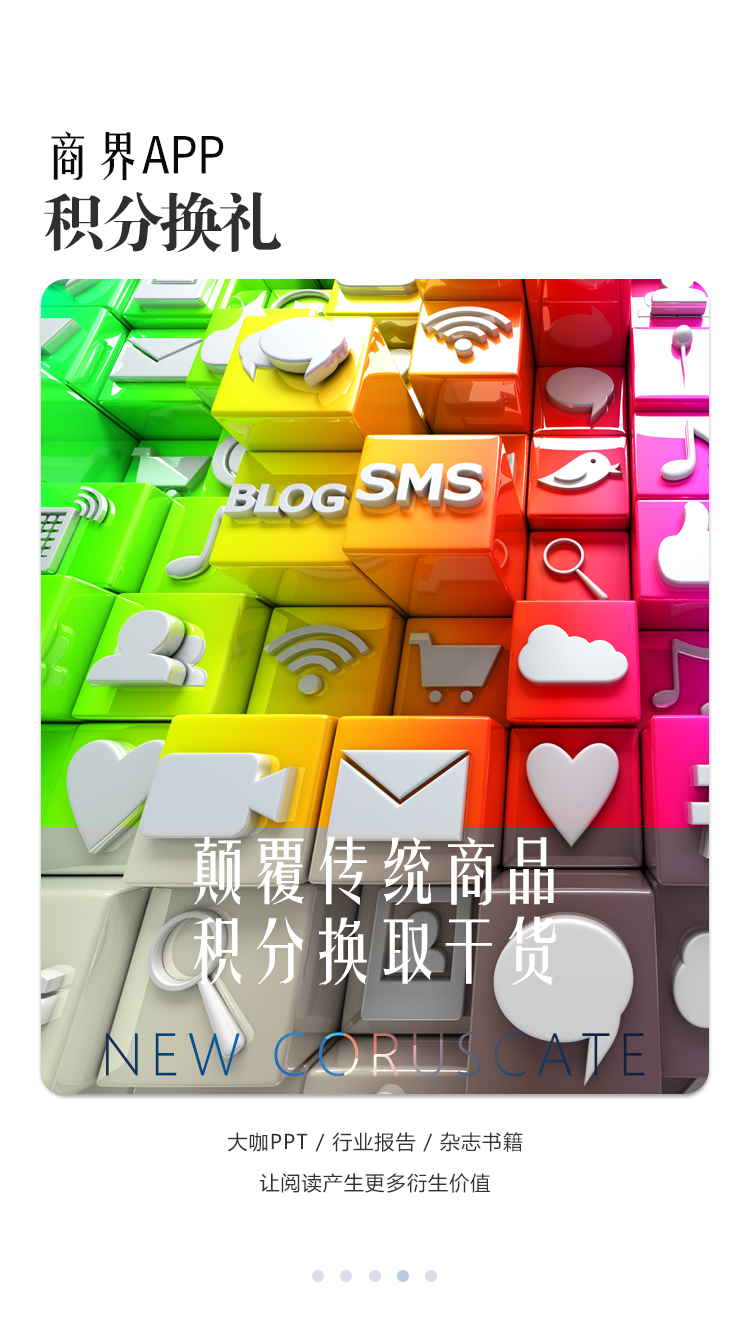 商界APP
积分换礼
BLOG
SMS
颠覆传统商品
积分换取干货
NEW CORUSCATE
大咖PPT / 行业报告 / 杂志书籍
让阅读产生更多衍生价值